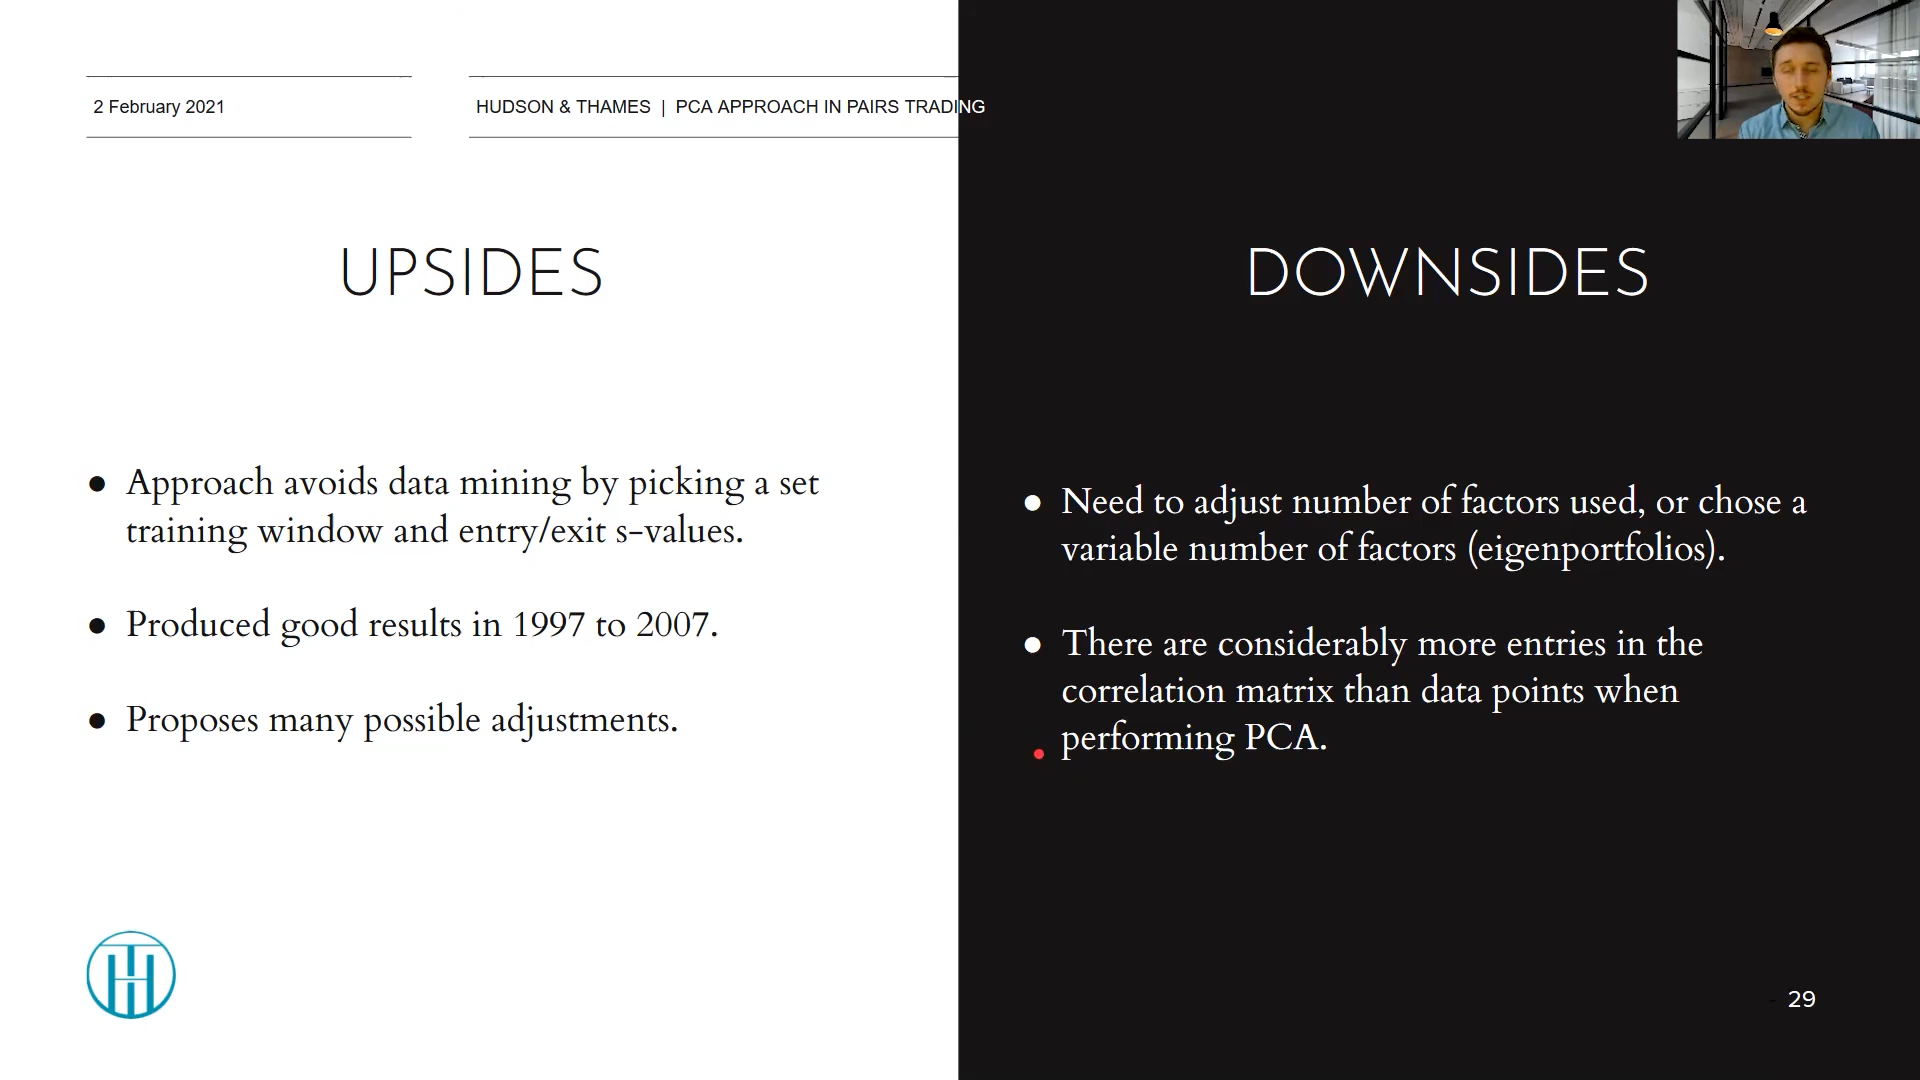 2 February 2021
HUDSON & THAMES | PCA APPROACH IN PAIRS TRADING
UPSIDES
● Approach avoids data mining by picking a set
training window and entry/exit s-values.
● Produced good results in 1997 to 2007.
● Proposes many possible adjustments.
DOWNSIDES
● Need to adjust number of factors used, or chose a
variable number of factors (eigenportfolios).
● There are considerably more entries in the
correlation matrix than data points when
performing PCA.
29